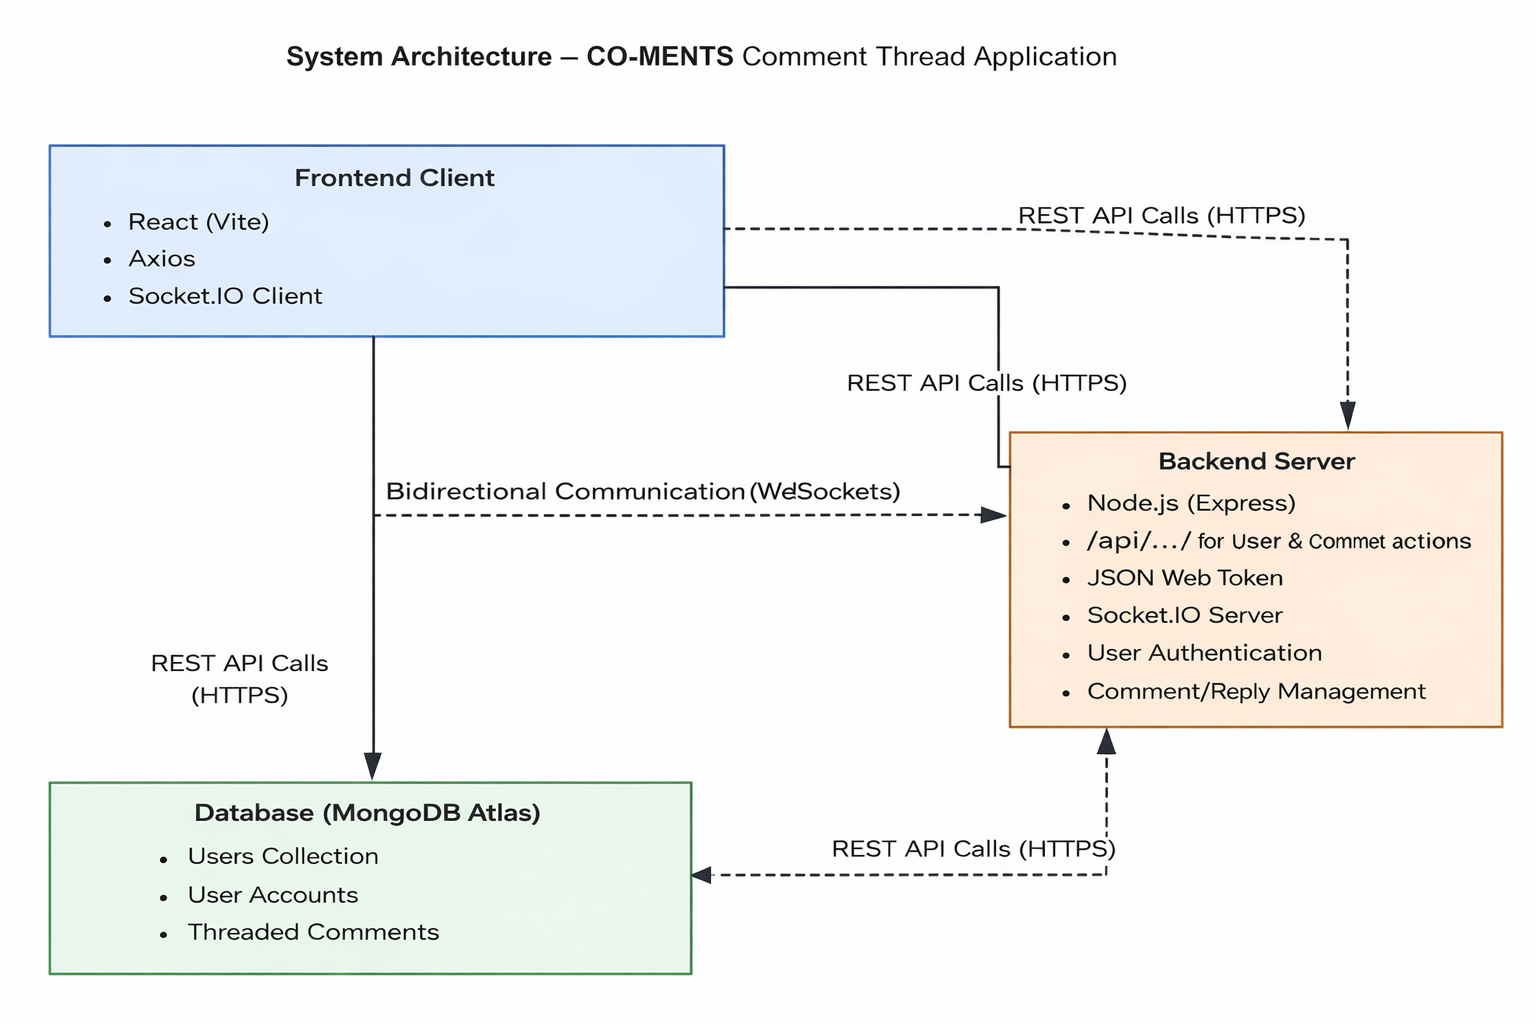 System Architecture – CO-MENTS Comment Thread Application
Frontend Client
• React (Vite)
• Axios
• Socket.IO Client
REST API Calls (HTTPS)
REST API Calls (HTTPS)
Bidirectional Communication (WelSockets)
Backend Server
• Node.js (Express)
• /api/.../ for User & Commet actions
• JSON Web Token
• Socket.IO Server
• User Authentication
• Comment/Reply Management
REST API Calls
(HTTPS)
Database (MongoDB Atlas)
• Users Collection
• User Accounts
• Threaded Comments
REST API Calls (HTTPS)